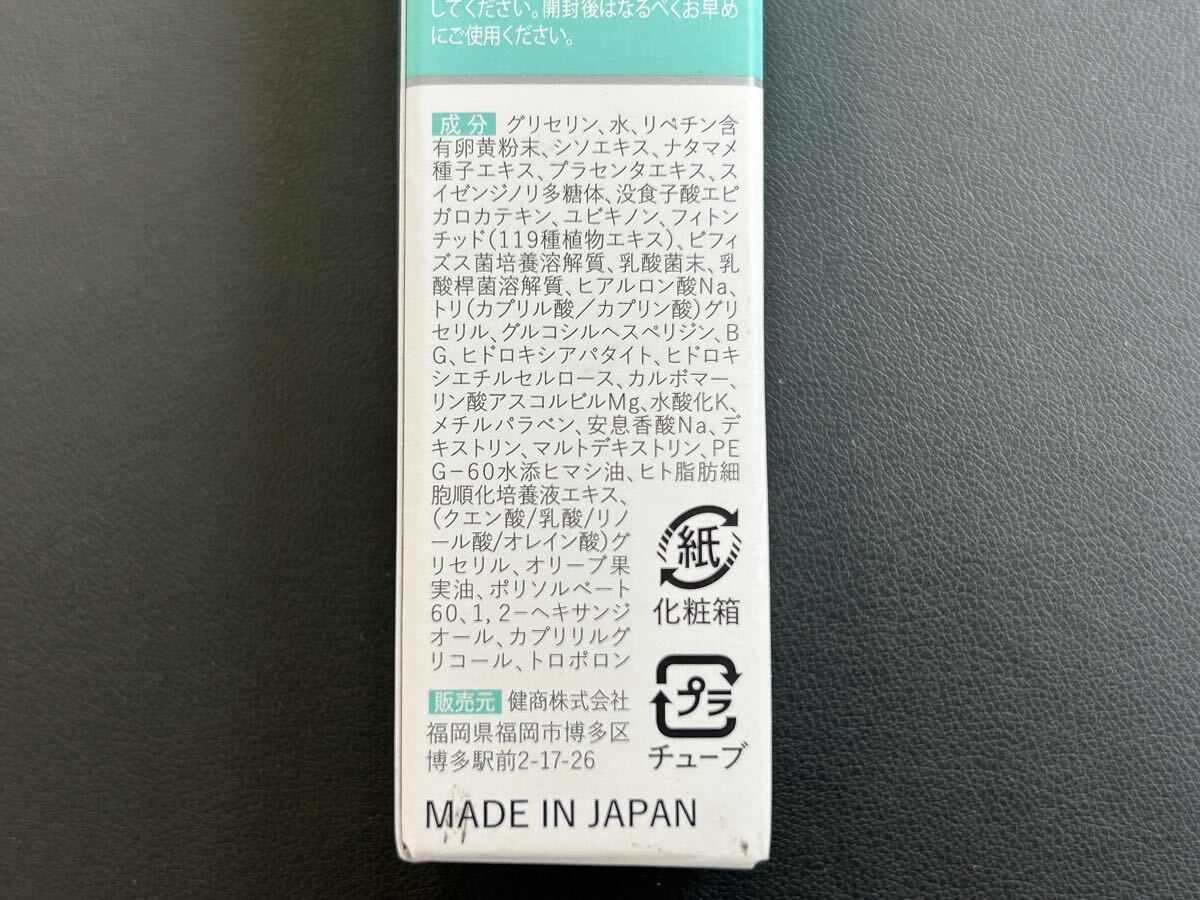 してください。開封後はなるべくお早め
にご使用ください。
成分 グリセリン、水、リベチン含
有卵黄粉末、シソエキス、ナタマメ
種子エキス、プラセンタエキス、ス
イゼンジノリ多糖体、没食子酸エピ
ガロカテキン、ユビキノン、フィトン
チッド(119種植物エキス)、ビフィ
ズス菌培養溶解質、乳酸菌末、乳
酸桿菌溶解質、ヒアルロン酸Na、
トリ(カプリル酸／カプリン酸)グリ
セリル、グルコシルヘスペリジン、B
G、ヒドロキシアパタイト、ヒドロキ
シエチルセルロース、カルボマー、
リン酸アスコルビルMg、水酸化K、
メチルパラベン、安息香酸Na、デ
キストリン、マルトデキストリン、PE
G－60水添ヒマシ油、ヒト脂肪細
胞順化培養液エキス、
(クエン酸/乳酸/リノ
ール酸/オレイン酸)グ
リセリル、オリーブ果
実油、ポリソルベート
60、1，2－ヘキサンジ
オール、カプリリルグ
リコール、トロポロン
紙
化粧箱
プラ
チューブ
販売元 健商株式会社
福岡県福岡市博多区
博多駅前2-17-26
MADE IN JAPAN